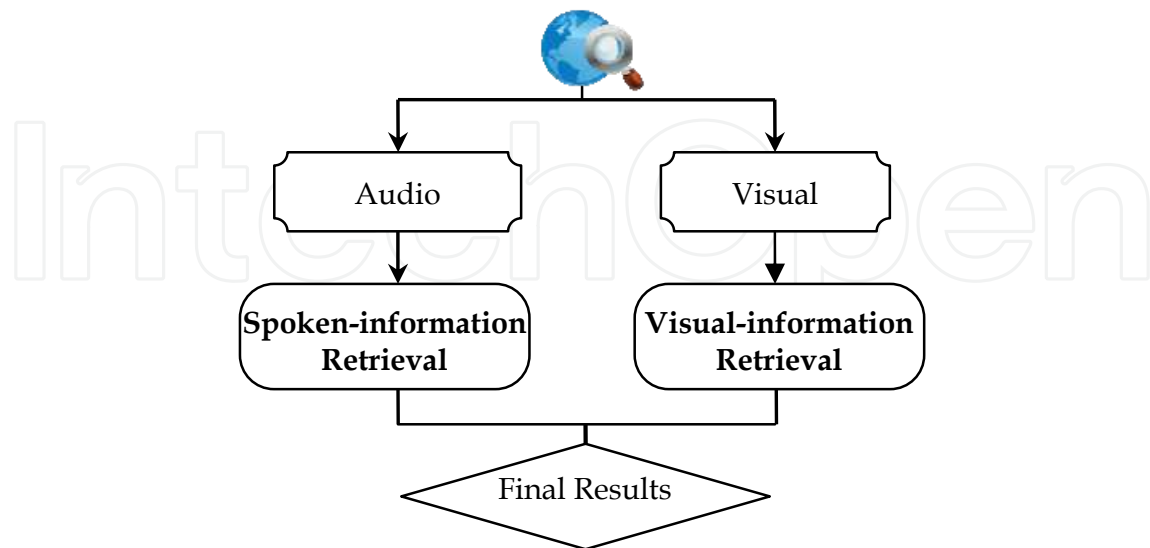 IntechOpen
Audio
Visual
Spoken-information
Retrieval
Visual-information
Retrieval
Final Results